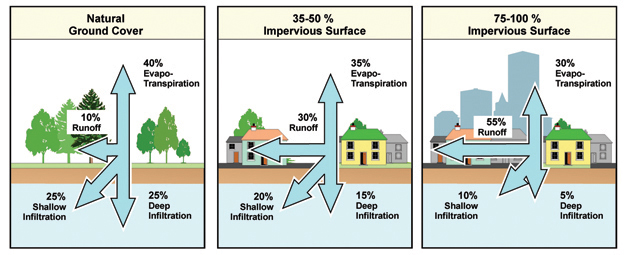 Natural
Ground Cover
40%
Evapo-
Transpiration
10%
Runoff
25%
Shallow
Infiltration
25%
Deep
Infiltration
35-50 %
Impervious Surface
35%
Evapo-
Transpiration
30%
Runoff
20%
Shallow
Infiltration
15%
Deep
Infiltration
75-100 %
Impervious Surface
30%
Evapo-
Transpiration
55%
Runoff
10%
Shallow
Infiltration
5%
Deep
Infiltration